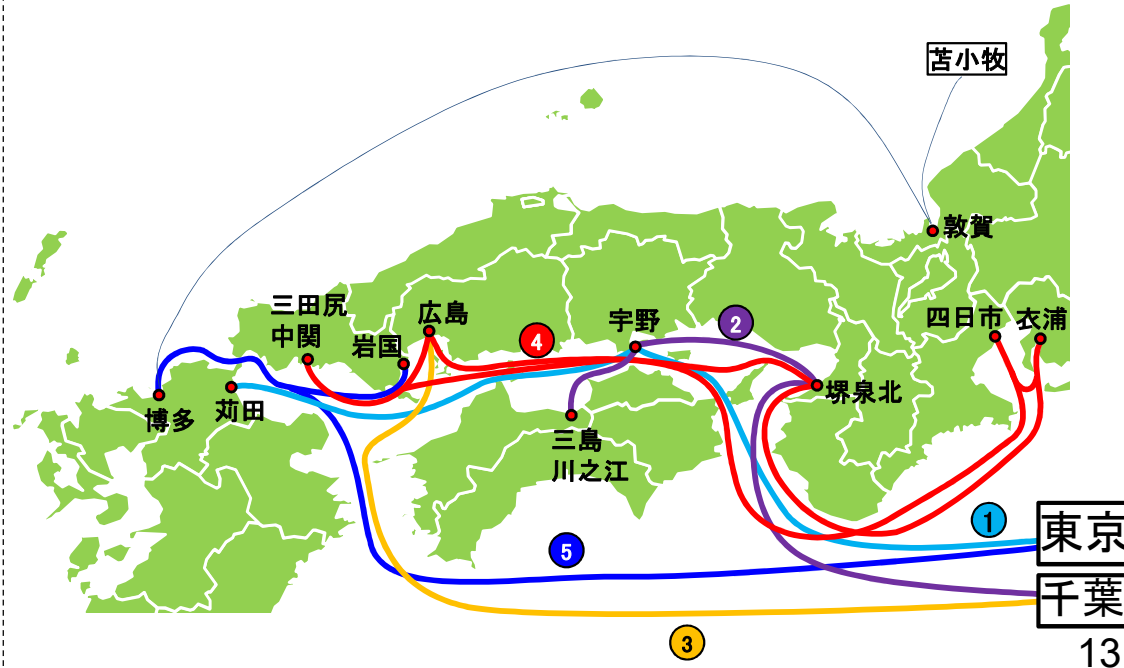 苫小牧
敦賀
三田尻
中関
岩国
広島
宇野
2
四日市
衣浦
4
博多
苅田
堺泉北
三島
川之江
1
東京
5
千葉
3
13